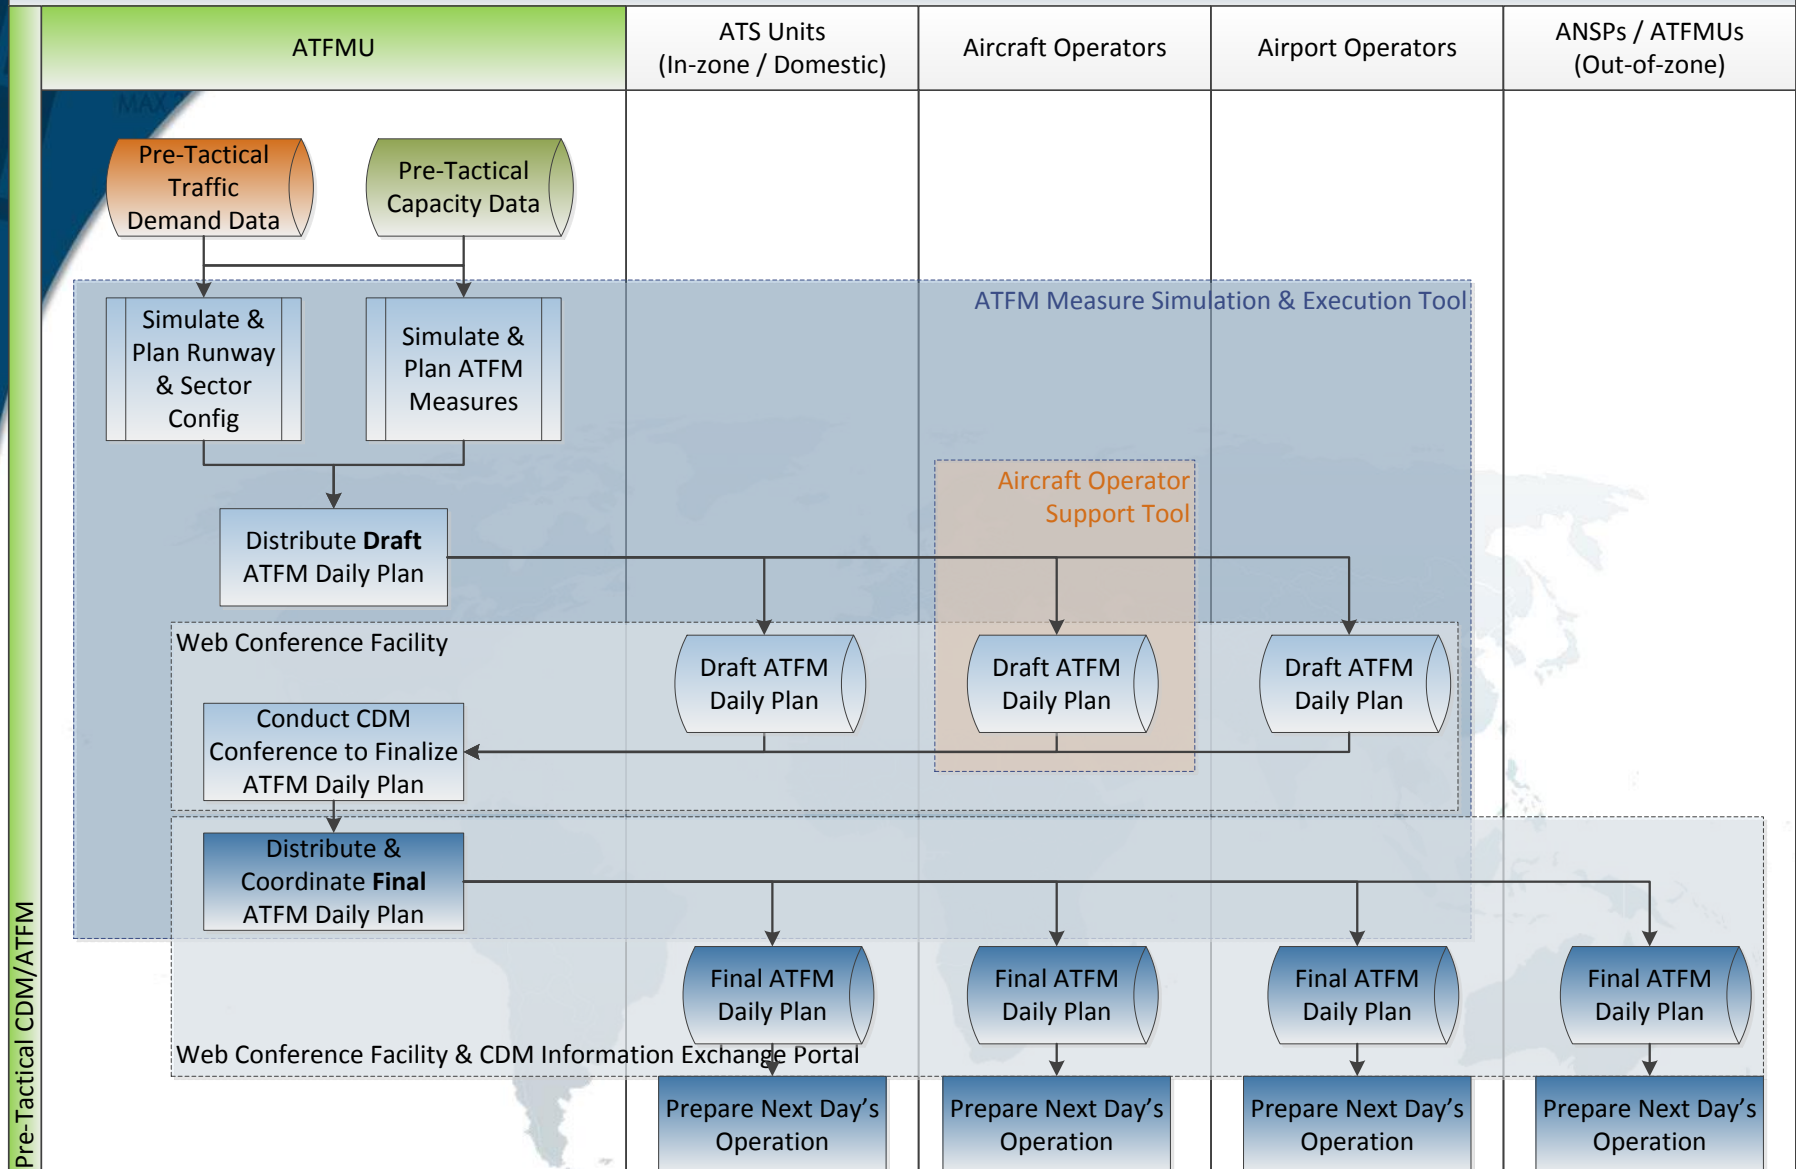 ATFMU
ATS Units
(In-zone / Domestic)
Aircraft Operators
Airport Operators
ANSPs / ATFMUs
(Out-of-zone)
MAX
Pre-Tactical
Traffic
Demand Data
Pre-Tactical
Capacity Data
ATFM Measure Simulation & Execution Tool
Simulate &
Plan Runway
& Sector
Config
Simulate &
Plan ATFM
Measures
Aircraft Operator
Support Tool
Distribute Draft
ATFM Daily Plan
Web Conference Facility
Draft ATFM
Daily Plan
Draft ATFM
Daily Plan
Draft ATFM
Daily Plan
Conduct CDM
Conference to Finalize
ATFM Daily Plan
Distribute &
Coordinate Final
ATFM Daily Plan
Final ATFM
Daily Plan
Final ATFM
Daily Plan
Final ATFM
Daily Plan
Final ATFM
Daily Plan
Web Conference Facility & CDM Information Exchange Portal
Prepare Next Day’s
Operation
Prepare Next Day’s
Operation
Prepare Next Day’s
Operation
Prepare Next Day’s
Operation
Pre-Tactical CDM/ATFM